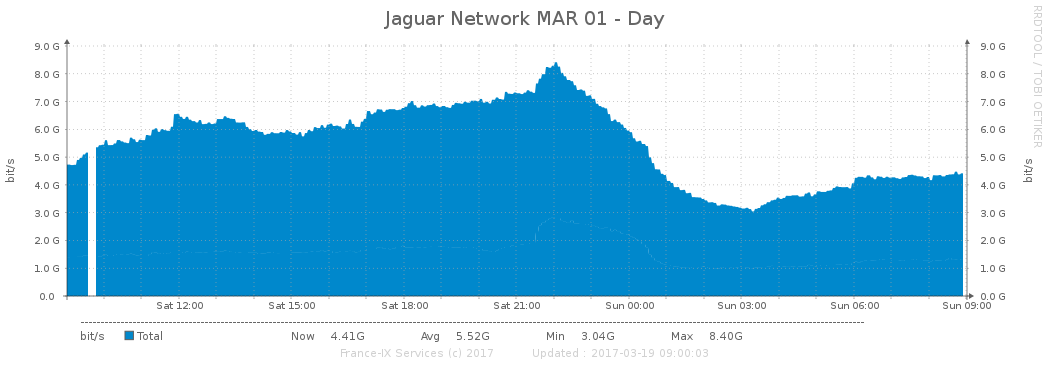 Jaguar Network MAR 01 - Day
RRDTOOL / TOBI OETIKER
bit/s
9.0 G
8.0 G
7.0 G
6.0 G
5.0 G
4.0 G
3.0 G
2.0 G
1.0 G
0.0
9.0 G
8.0 G
7.0 G
6.0 G
5.0 G
4.0 G
3.0 G
2.0 G
1.0 G
0.0 G
bit/s
Sat 12:00 Sat 15:00 Sat 18:00 Sat 21:00 Sun 00:00 Sun 03:00 Sun 06:00 Sun 09:00
bit/s Total Now 4.41G Avg 5.52G Min 3.04G Max 8.40G
France-IX Services (c) 2017 Updated : 2017-03-19 09:00:03